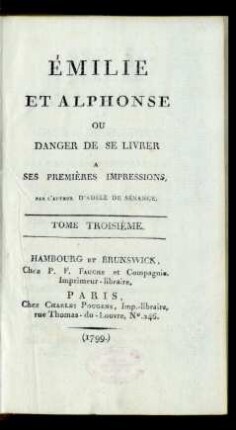 ÉMILIE
ET ALPHONSE
OU
DANGER DE SE LIVRER
A
SES PREMIÈRES IMPRESSIONS,
PAR L'AUTEUR D'ADÈLE DE SÉNANGE.
TOME TROISIÈME.
HAMBOURG ET BRUNSWICK,
Chez P. F. FAUCHE et Compagnie.
Imprimeur-libraire,
PARIS,
Chez CHARLES POUGENS, Imp.-libraire,
rue Thomas-du-Louvre, Nº. 246.
(1799.)